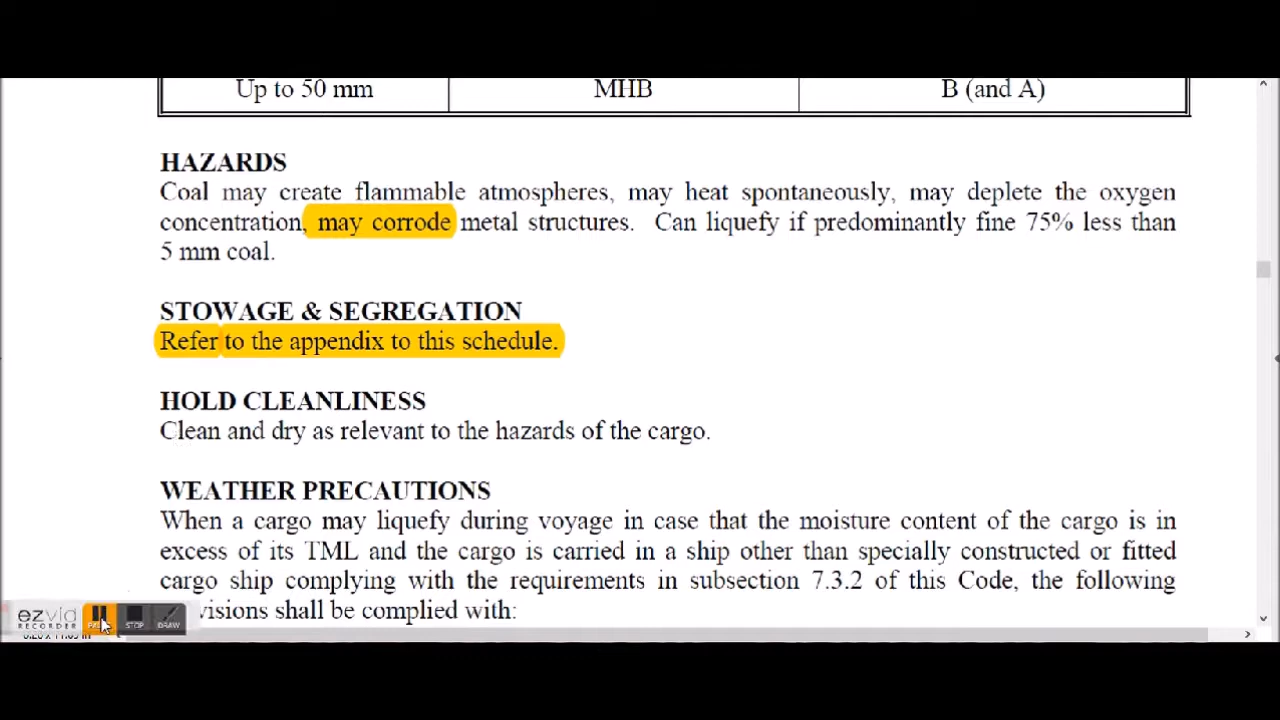 Up to 50 mm MHB B (and A)
HAZARDS
Coal may create flammable atmospheres, may heat spontaneously, may deplete the oxygen
concentration, may corrode metal structures. Can liquefy if predominantly fine 75% less than
5 mm coal.
STOWAGE & SEGREGATION
Refer to the appendix to this schedule.
HOLD CLEANLINESS
Clean and dry as relevant to the hazards of the cargo.
WEATHER PRECAUTIONS
When a cargo may liquefy during voyage in case that the moisture content of the cargo is in
excess of its TML and the cargo is carried in a ship other than specially constructed or fitted
cargo ship complying with the requirements in subsection 7.3.2 of this Code, the following
visions shall be complied with:
ezvid
RECORDER
STOP
DRAW